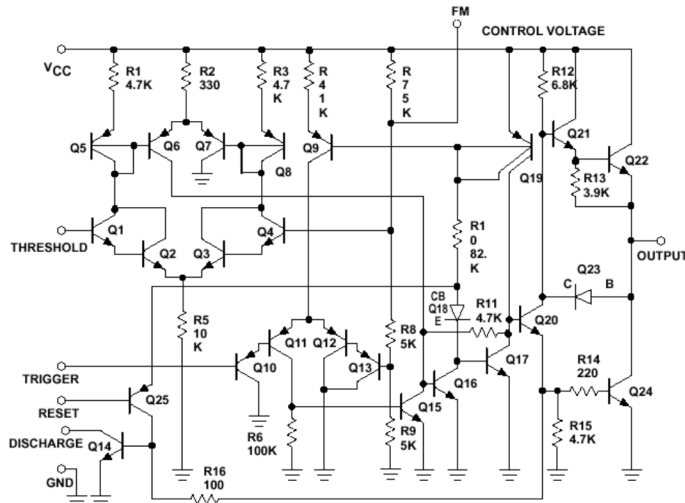 FM
CONTROL VOLTAGE
VCC
R1
4.7K
R2
330
R3
4.7
K
R
4
1
K
R
7
5
K
R12
6.8K
Q5
Q6
Q7
Q8
Q9
Q19
Q21
Q22
R13
3.9K
Q1
THRESHOLD
Q2
Q3
Q4
R1
0
82.
K
OUTPUT
Q23
C
B
R5
10
K
CB
Q18
E
R11
4.7K
Q20
Q11
Q12
R8
5K
Q10
Q13
Q17
R14
220
TRIGGER
Q16
Q15
Q24
RESET
Q25
R6
100K
R9
5K
R15
4.7K
DISCHARGE
Q14
GND
R16
100